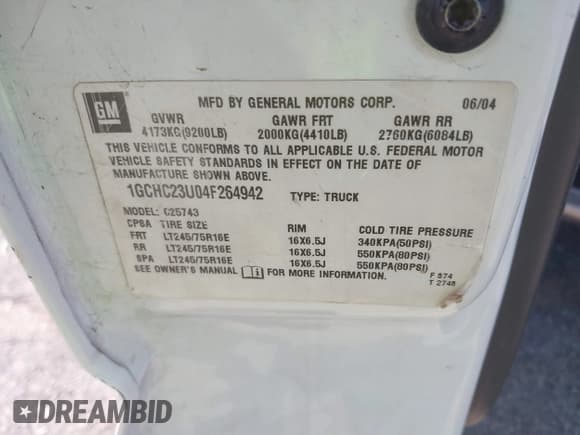 GM
MFD BY GENERAL MOTORS CORP. 06/04
GVWR GAWR FRT GAWR RR
4173KG(9200LB) 2000KG(4410LB) 2760KG(6084LB)
THIS VEHICLE CONFORMS TO ALL APPLICABLE U.S. FEDERAL MOTOR
VEHICLE SAFETY STANDARDS IN EFFECT ON THE DATE OF
MANUFACTURE SHOWN ABOVE.
1GCHC23U04F264942 TYPE: TRUCK
MODEL: C25743
CPSA TIRE SIZE RIM COLD TIRE PRESSURE
FRT LT245/75R16E 16X6.5J 340KPA(50PSI)
RR LT245/75R16E 16X6.5J 550KPA(80PSI)
SPA LT245/75R16E 16X6.5J 550KPA(80PSI)
SEE OWNER'S MANUAL i FOR MORE INFORMATION.
F 574
T 2748
DREAMBID